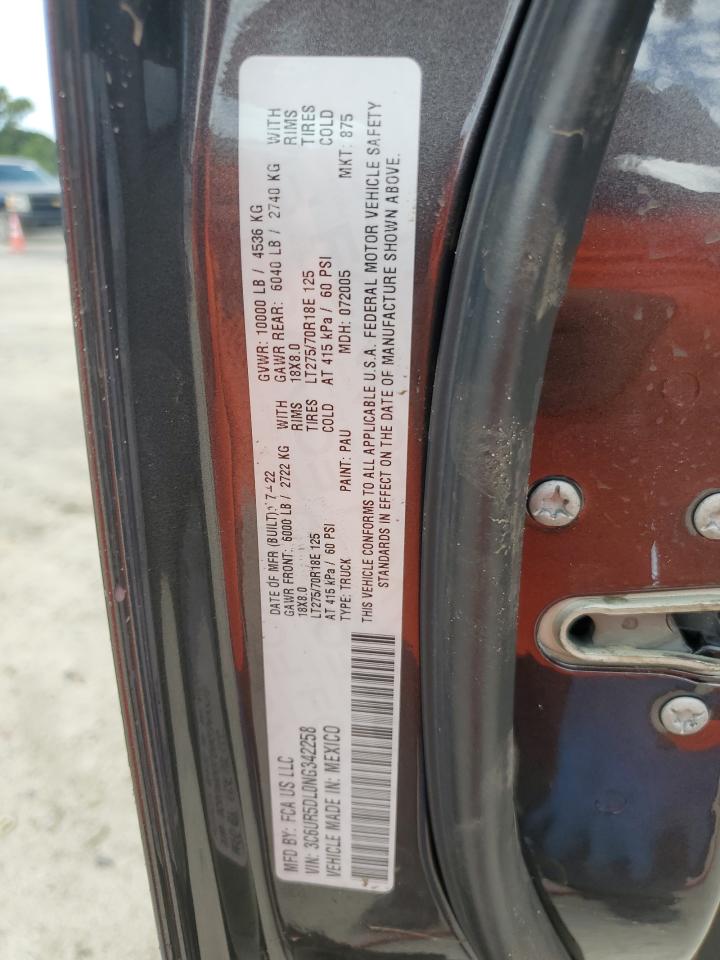 MFD BY: FCA US LLC
DATE OF MFR (BUILT): 7-22
GVWR: 10000 LB / 4536 KG
VIN: 3C6UR5DL0NG342258
GAWR FRONT: 6000 LB / 2722 KG WITH
GAWR REAR: 6040 LB / 2740 KG WITH
VEHICLE MADE IN: MEXICO
18X8.0 RIMS
18X8.0 RIMS
LT275/70R18E 125 TIRES
LT275/70R18E 125 TIRES
AT 415 kPa / 60 PSI COLD
AT 415 kPa / 60 PSI COLD
TYPE: TRUCK PAINT: PAU MDH: 072005 MKT: 875
THIS VEHICLE CONFORMS TO ALL APPLICABLE U.S.A. FEDERAL MOTOR VEHICLE SAFETY
STANDARDS IN EFFECT ON THE DATE OF MANUFACTURE SHOWN ABOVE.